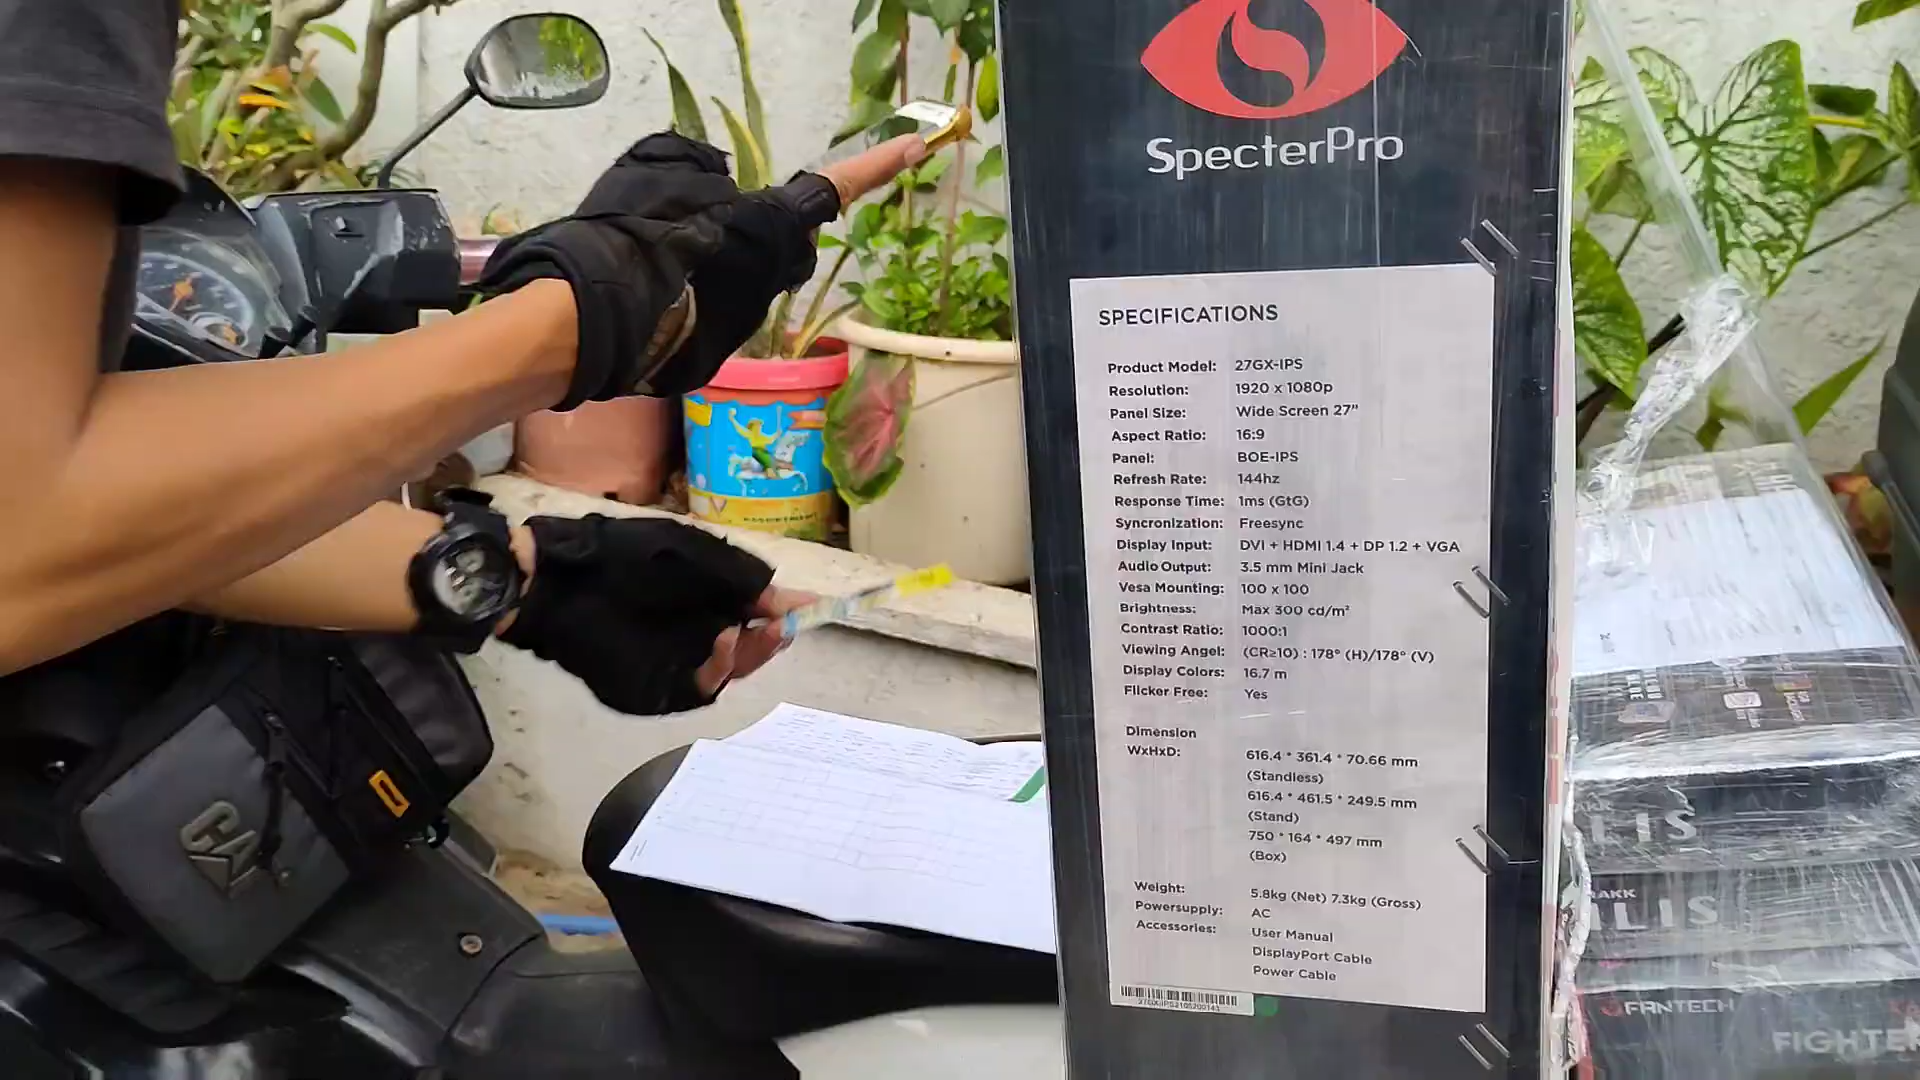 SpecterPro
SPECIFICATIONS
Product Model: 27GX-IPS
Resolution: 1920 x 1080p
Panel Size: Wide Screen 27"
Aspect Ratio: 16:9
Panel: BOE-IPS
Refresh Rate: 144hz
Response Time: 1ms (GtG)
Syncronization: Freesync
Display Input: DVI + HDMI 1.4 + DP 1.2 + VGA
Audio Output: 3.5 mm Mini Jack
Vesa Mounting: 100 x 100
Brightness: Max 300 cd/m²
Contrast Ratio: 1000:1
Viewing Angel: (CR≥10) : 178° (H)/178° (V)
Display Colors: 16.7 m
Flicker Free: Yes
Dimension
WxHxD: 616.4 * 361.4 * 70.66 mm
(Standless)
616.4 * 461.5 * 249.5 mm
(Stand)
750 * 164 * 497 mm
(Box)
Weight: 5.8kg (Net) 7.3kg (Gross)
Powersupply: AC
Accessories: User Manual
DisplayPort Cable
Power Cable
CAT
FANTECH